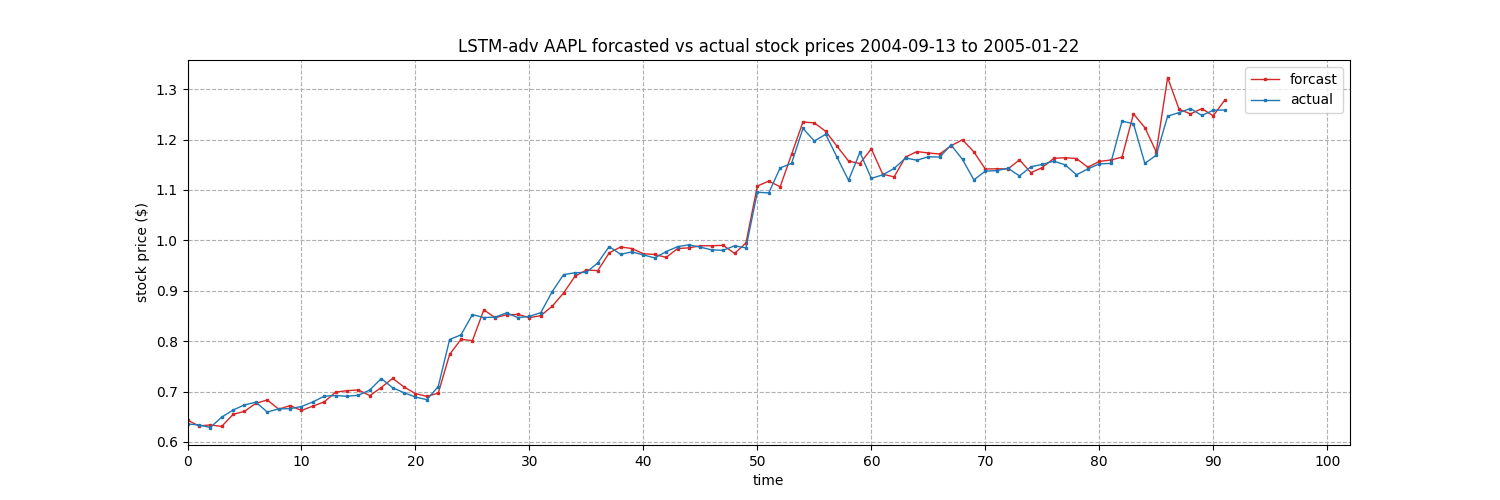 LSTM-adv AAPL forcasted vs actual stock prices 2004-09-13 to 2005-01-22
forcast
actual
stock price ($)
1.3
1.2
1.1
1.0
0.9
0.8
0.7
0.6
0 10 20 30 40 50 60 70 80 90 100
time